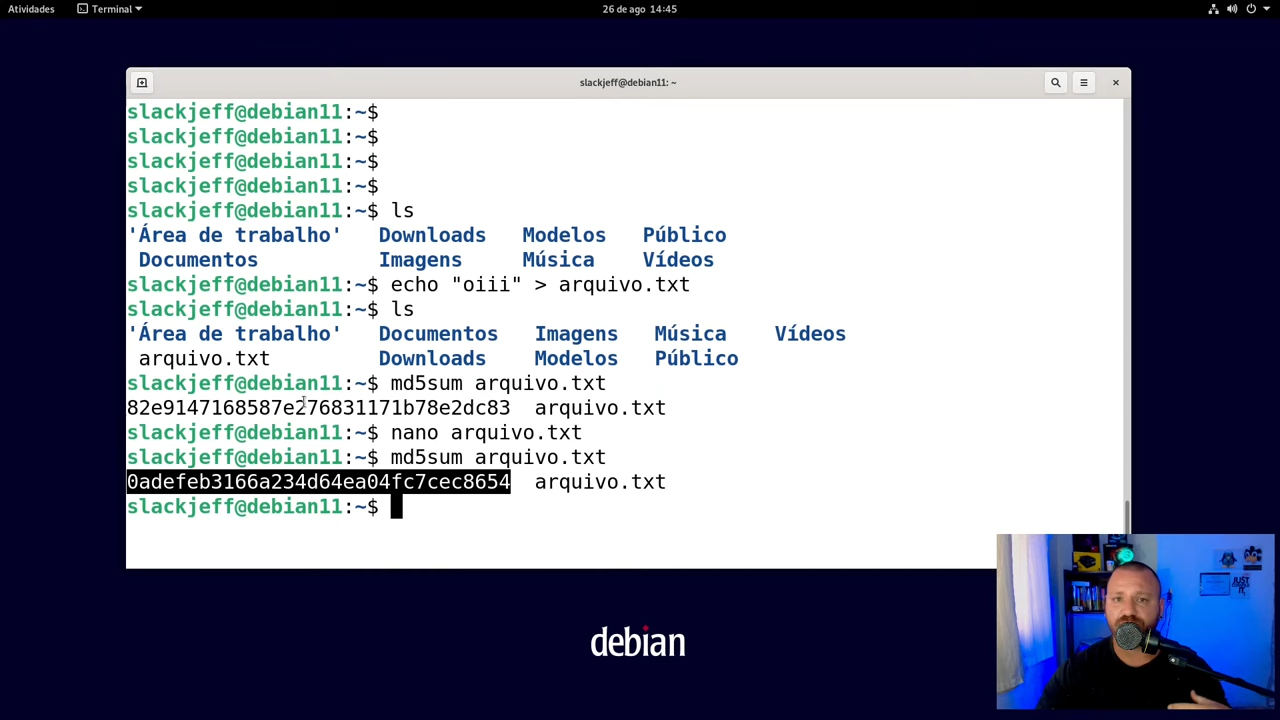 Atividades Terminal 26 de ago 14:45
slackjeff@debian11: ~
slackjeff@debian11:~$
slackjeff@debian11:~$
slackjeff@debian11:~$
slackjeff@debian11:~$
slackjeff@debian11:~$ ls
'Área de trabalho' Downloads Modelos Público
Documentos Imagens Música Vídeos
slackjeff@debian11:~$ echo "oiii" > arquivo.txt
slackjeff@debian11:~$ ls
'Área de trabalho' Documentos Imagens Música Vídeos
arquivo.txt Downloads Modelos Público
slackjeff@debian11:~$ md5sum arquivo.txt
82e9147168587e276831171b78e2dc83 arquivo.txt
slackjeff@debian11:~$ nano arquivo.txt
slackjeff@debian11:~$ md5sum arquivo.txt
0adefeb3166a234d64ea04fc7cec8654 arquivo.txt
slackjeff@debian11:~$
JUST
debian